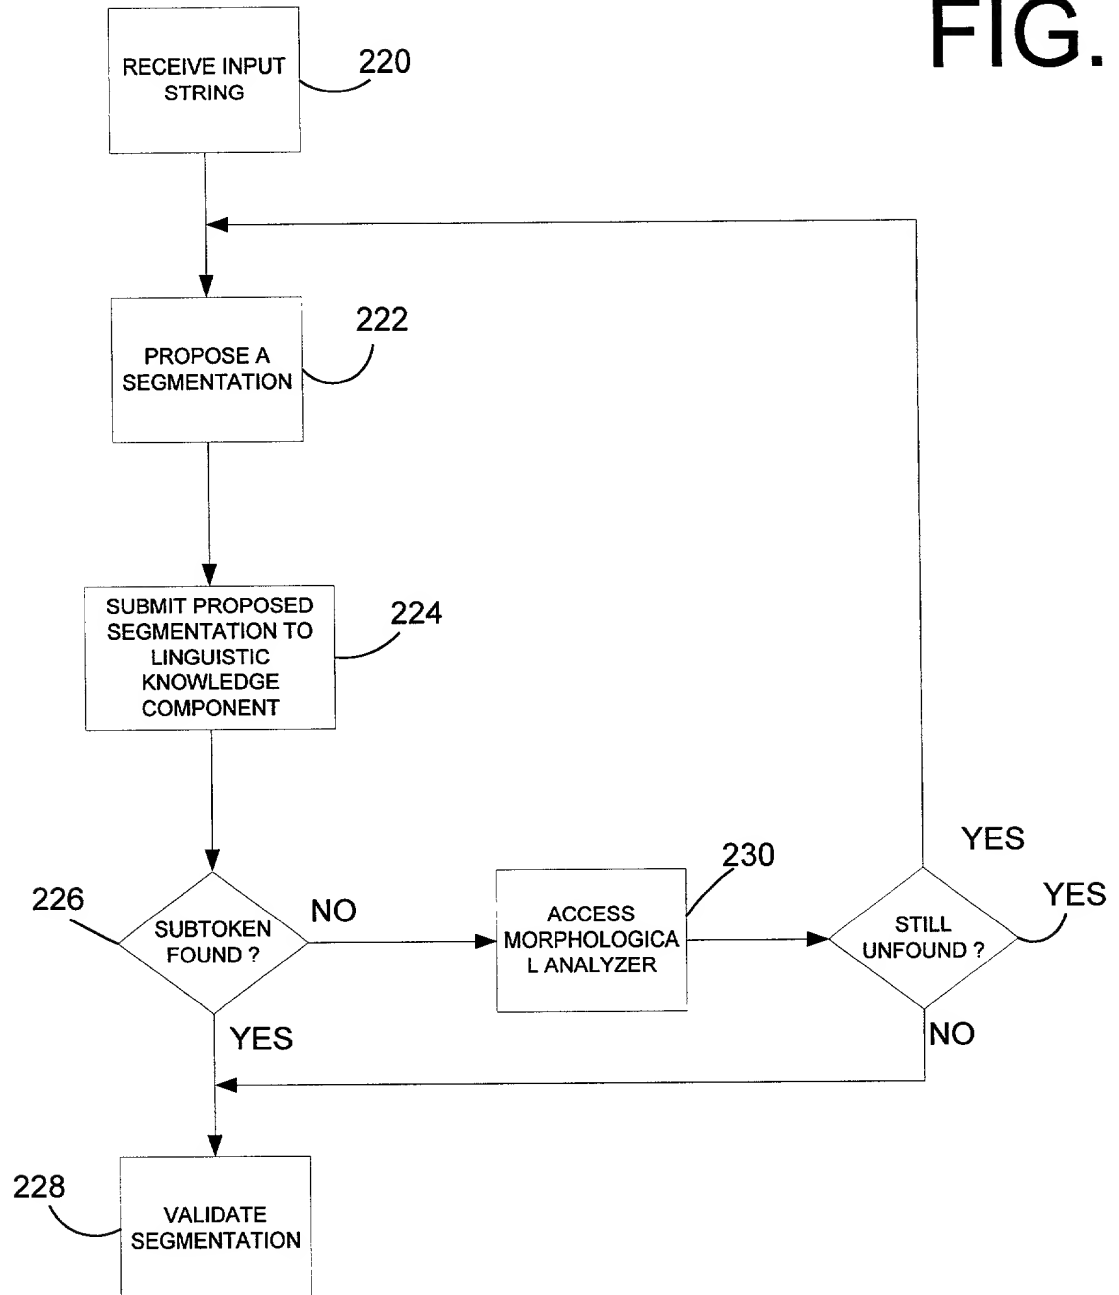 FIG.
RECEIVE INPUT
STRING
220
PROPOSE A
SEGMENTATION
222
SUBMIT PROPOSED
SEGMENTATION TO
LINGUISTIC
KNOWLEDGE
COMPONENT
224
226
SUBTOKEN
FOUND ?
NO
YES
ACCESS
MORPHOLOGICA
L ANALYZER
230
STILL
UNFOUND ?
YES
YES
NO
228
VALIDATE
SEGMENTATION